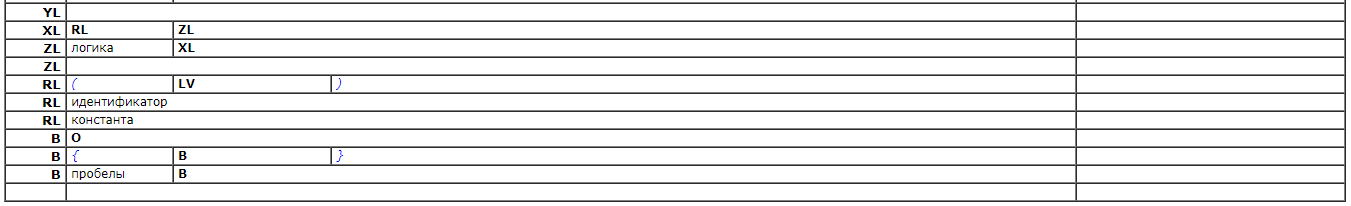 YL
XL RL ZL
ZL логика XL
ZL
RL ( LV )
RL идентификатор
RL константа
B O
B { B }
B пробелы B